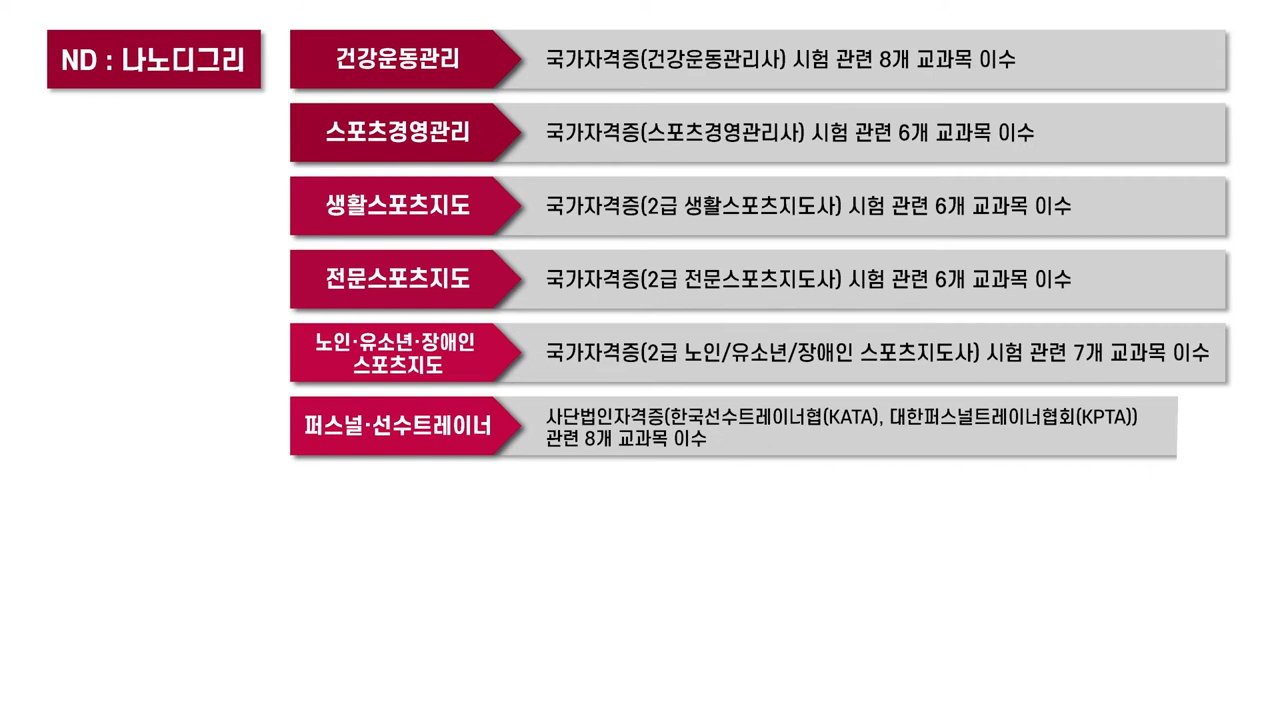 ND : 나노디그리
건강운동관리
국가자격증(건강운동관리사) 시험 관련 8개 교과목 이수
스포츠경영관리
국가자격증(스포츠경영관리사) 시험 관련 6개 교과목 이수
생활스포츠지도
국가자격증(2급 생활스포츠지도사) 시험 관련 6개 교과목 이수
전문스포츠지도
국가자격증(2급 전문스포츠지도사) 시험 관련 6개 교과목 이수
노인·유소년·장애인
스포츠지도
국가자격증(2급 노인/유소년/장애인 스포츠지도사) 시험 관련 7개 교과목 이수
퍼스널·선수트레이너
사단법인자격증(한국선수트레이너협(KATA), 대한퍼스널트레이너협회(KPTA))
관련 8개 교과목 이수